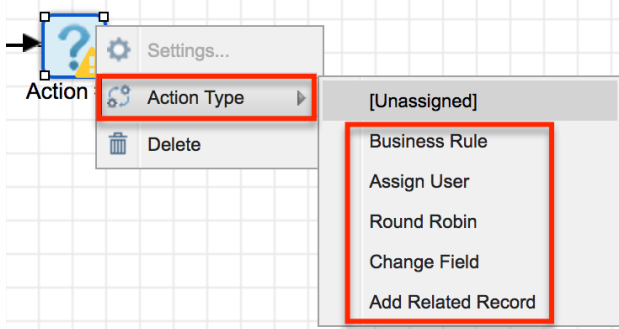 Settings...
Action
Action Type
[Unassigned]
Delete
Business Rule
Assign User
Round Robin
Change Field
Add Related Record